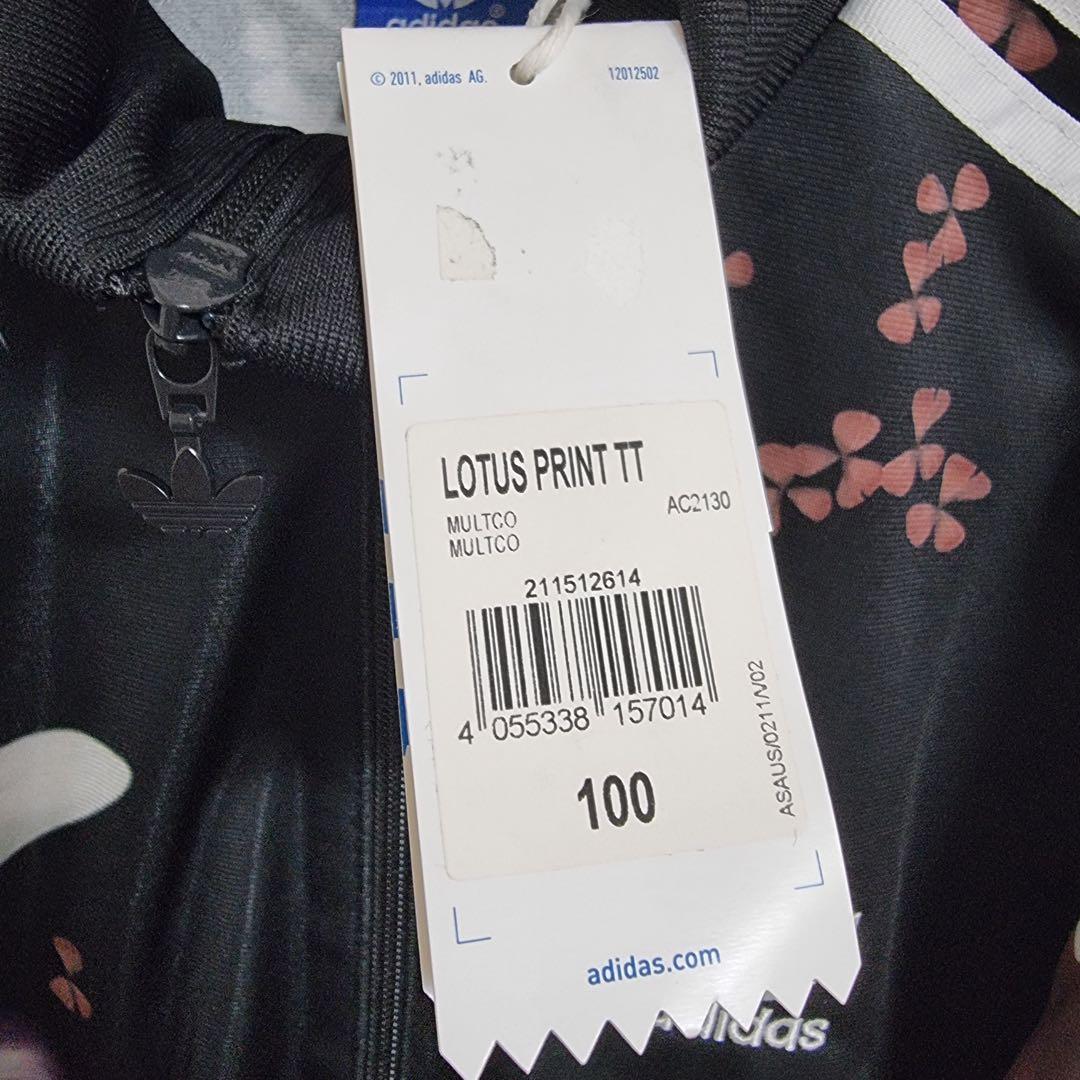 adidas
© 2011, adidas AG. 12012502
LOTUS PRINT TT
MULTCO AC2130
MULTCO
211512614
4 055338 157014
ASAUS/0211/V/02
100
adidas.com
adidas